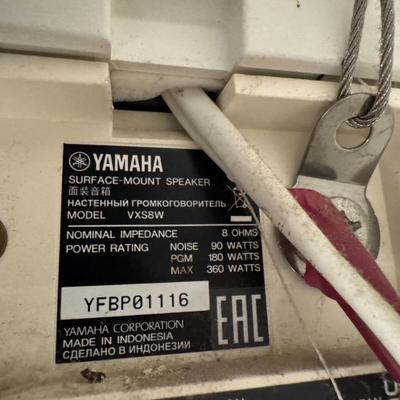 YAMAHA
SURFACE-MOUNT SPEAKER
面装音箱
НАСТЕННЫЙ ГРОМКОГОВОРИТЕЛЬ
MODEL VXS8W
NOMINAL IMPEDANCE 8 OHMS
POWER RATING NOISE 90 WATTS
PGM 180 WATTS
MAX 360 WATTS
YFBP01116
EAC
YAMAHA CORPORATION
MADE IN INDONESIA
СДЕЛАНО В ИНДОНЕЗИИ